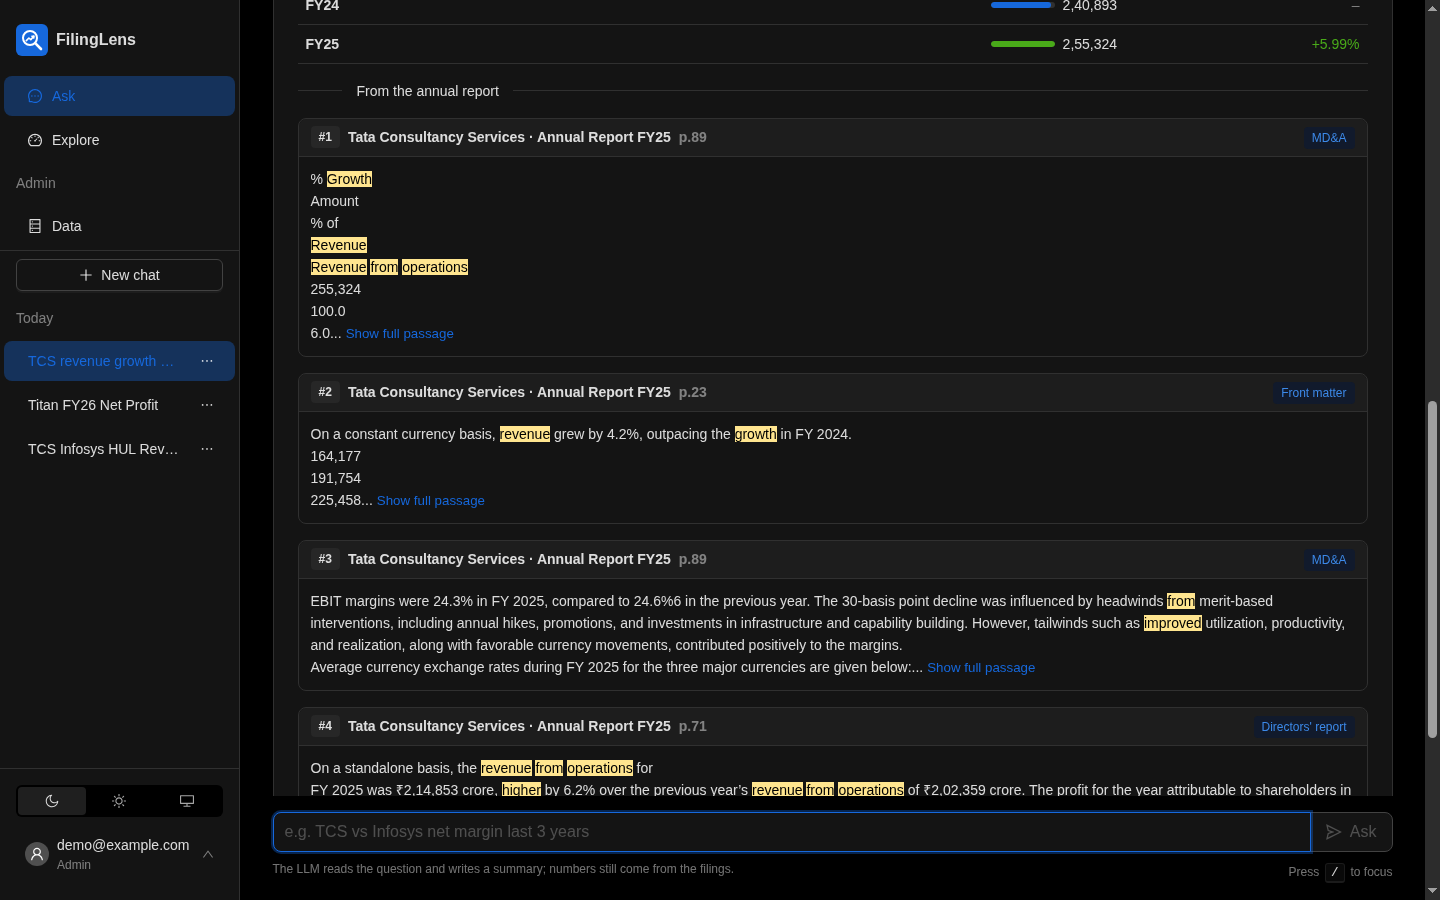 FilingLens
Ask
Explore
Admin
Data
New chat
Today
TCS revenue growth ...
Titan FY26 Net Profit
TCS Infosys HUL Rev...
demo@example.com
Admin
FY24 2,40,893 –
FY25 2,55,324 +5.99%
From the annual report
#1 Tata Consultancy Services · Annual Report FY25 p.89 MD&A
% Growth
Amount
% of
Revenue
Revenue from operations
255,324
100.0
6.0... Show full passage
#2 Tata Consultancy Services · Annual Report FY25 p.23 Front matter
On a constant currency basis, revenue grew by 4.2%, outpacing the growth in FY 2024.
164,177
191,754
225,458... Show full passage
#3 Tata Consultancy Services · Annual Report FY25 p.89 MD&A
EBIT margins were 24.3% in FY 2025, compared to 24.6%6 in the previous year. The 30-basis point decline was influenced by headwinds from merit-based
interventions, including annual hikes, promotions, and investments in infrastructure and capability building. However, tailwinds such as improved utilization, productivity,
and realization, along with favorable currency movements, contributed positively to the margins.
Average currency exchange rates during FY 2025 for the three major currencies are given below:... Show full passage
#4 Tata Consultancy Services · Annual Report FY25 p.71 Directors' report
On a standalone basis, the revenue from operations for
FY 2025 was ₹2,14,853 crore, higher by 6.2% over the previous year's revenue from operations of ₹2,02,359 crore. The profit for the year attributable to shareholders in
e.g. TCS vs Infosys net margin last 3 years
Ask
The LLM reads the question and writes a summary; numbers still come from the filings.
Press / to focus